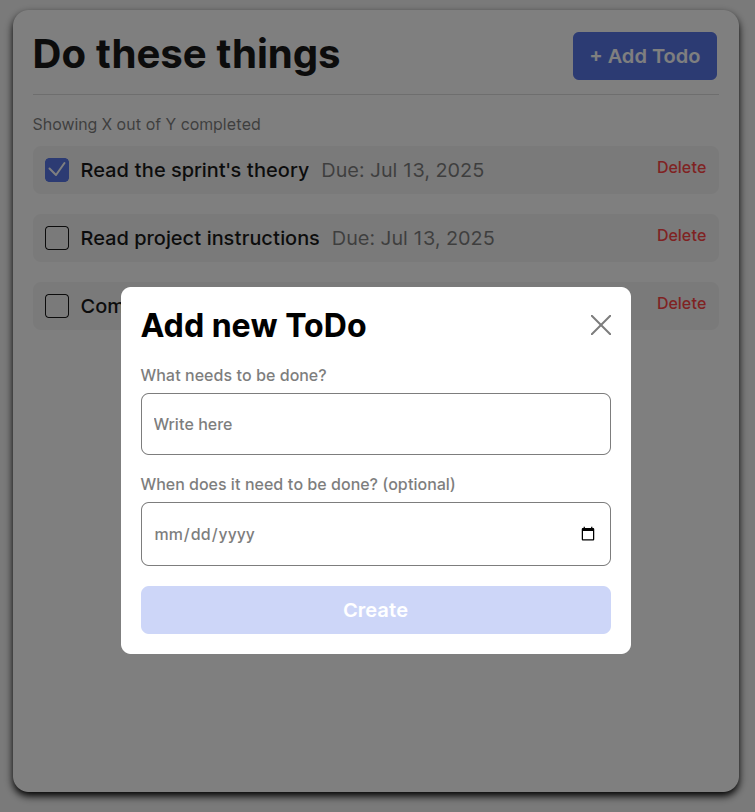 Do these things
+ Add Todo
Showing X out of Y completed
Read the sprint's theory Due: Jul 13, 2025 Delete
Read project instructions Due: Jul 13, 2025 Delete
Delete
Add new ToDo
What needs to be done?
Write here
When does it need to be done? (optional)
mm/dd/yyyy
Create